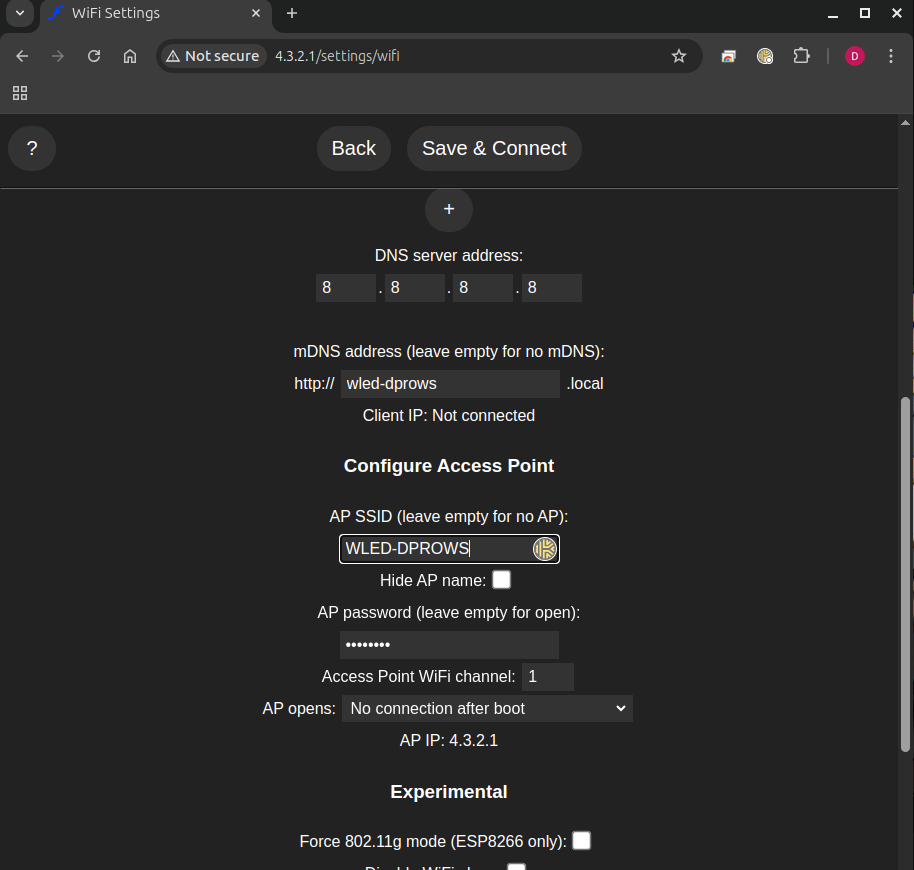 WiFi Settings
Not secure 4.3.2.1/settings/wifi
D
? Back Save & Connect
+
DNS server address:
8 . 8 . 8 . 8
mDNS address (leave empty for no mDNS):
http:// wled-dprows .local
Client IP: Not connected
Configure Access Point
AP SSID (leave empty for no AP):
WLED-DPROWS
Hide AP name:
AP password (leave empty for open):
••••••••
Access Point WiFi channel: 1
AP opens: No connection after boot
AP IP: 4.3.2.1
Experimental
Force 802.11g mode (ESP8266 only):